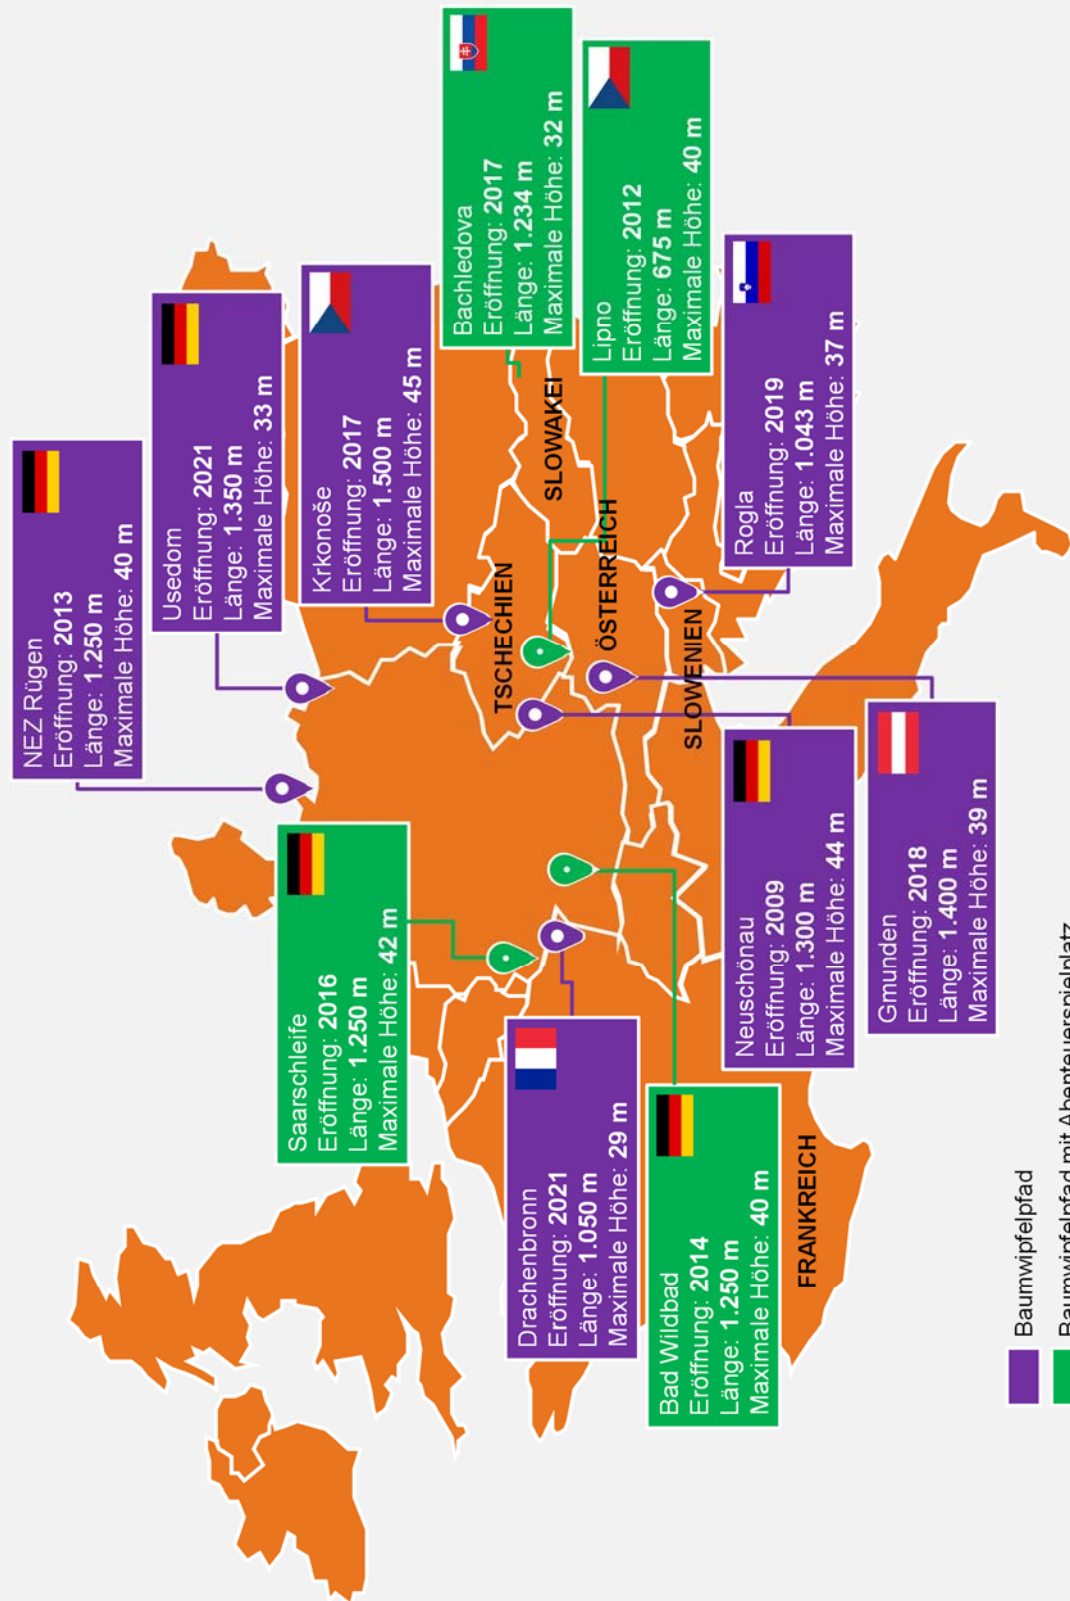 NEZ Rügen
Eröffnung: 2013
Länge: 1.250 m
Maximale Höhe: 40 m
Usedom
Eröffnung: 2021
Länge: 1.350 m
Maximale Höhe: 33 m
Krkonoše
Eröffnung: 2017
Länge: 1.500 m
Maximale Höhe: 45 m
Bachledova
Eröffnung: 2017
Länge: 1.234 m
Maximale Höhe: 32 m
Lipno
Eröffnung: 2012
Länge: 675 m
Maximale Höhe: 40 m
Rogla
Eröffnung: 2019
Länge: 1.043 m
Maximale Höhe: 37 m
Saarschleife
Eröffnung: 2016
Länge: 1.250 m
Maximale Höhe: 42 m
Drachenbronn
Eröffnung: 2021
Länge: 1.050 m
Maximale Höhe: 29 m
Bad Wildbad
Eröffnung: 2014
Länge: 1.250 m
Maximale Höhe: 40 m
Neuschönau
Eröffnung: 2009
Länge: 1.300 m
Maximale Höhe: 44 m
Gmunden
Eröffnung: 2018
Länge: 1.400 m
Maximale Höhe: 39 m
TSCHECHIEN
SLOWAKEI
ÖSTERREICH
SLOWENIEN
FRANKREICH
Baumwipfelpfad
Baumwipfelpfad mit Abenteuerspielplatz